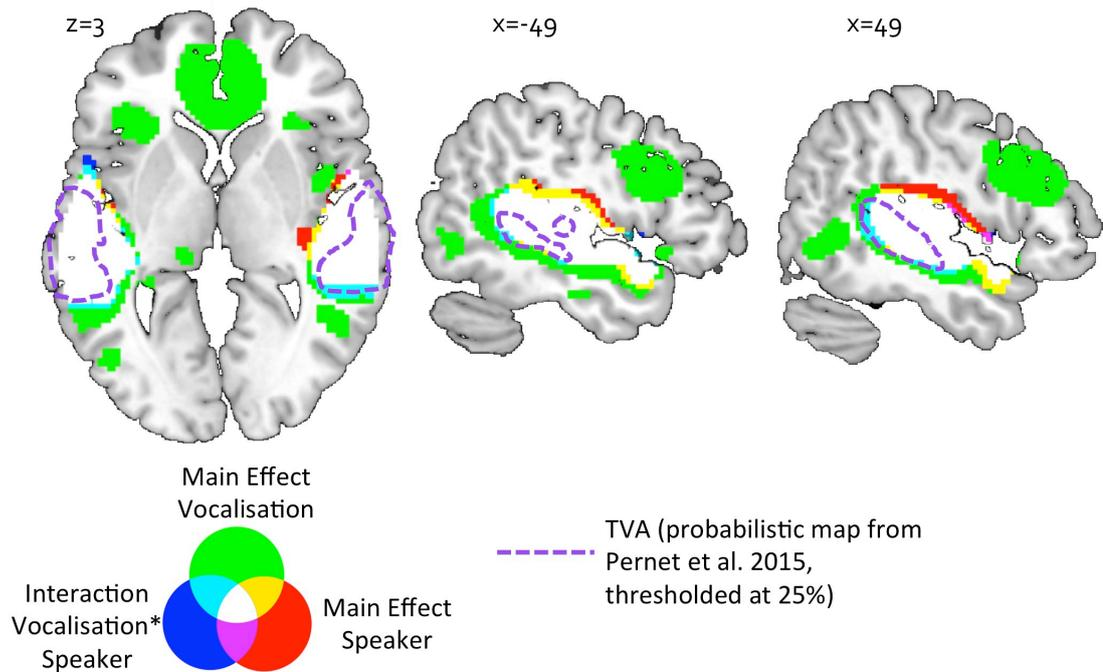 z=3
x=-49
x=49
Main Effect
Vocalisation
Interaction
Vocalisation*
Speaker
Main Effect
Speaker
TVA (probabilistic map from
Pernet et al. 2015,
thresholded at 25%)